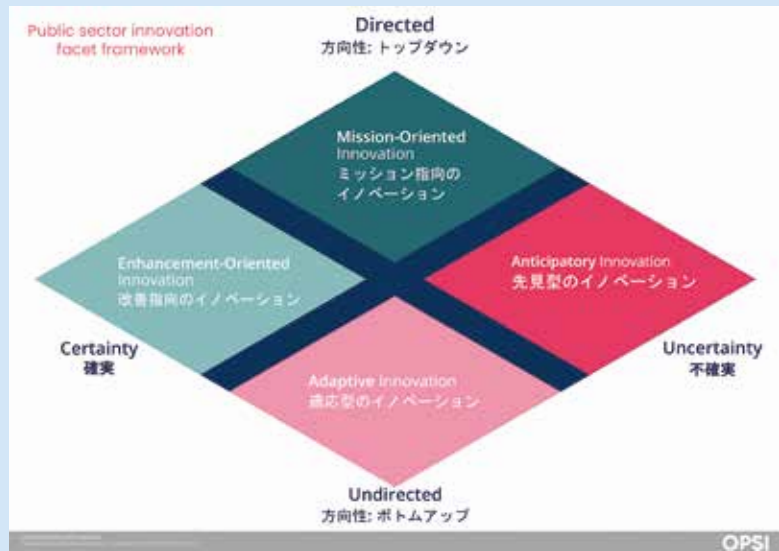 Public sector innovation
facet framework
Directed
方向性: トップダウン
Mission-Oriented
Innovation
ミッション指向の
イノベーション
Enhancement-Oriented
Innovation
改善指向のイノベーション
Anticipatory Innovation
先見型のイノベーション
Certainty
確実
Uncertainty
不確実
Adaptive Innovation
適応型のイノベーション
Undirected
方向性: ボトムアップ
OPSI